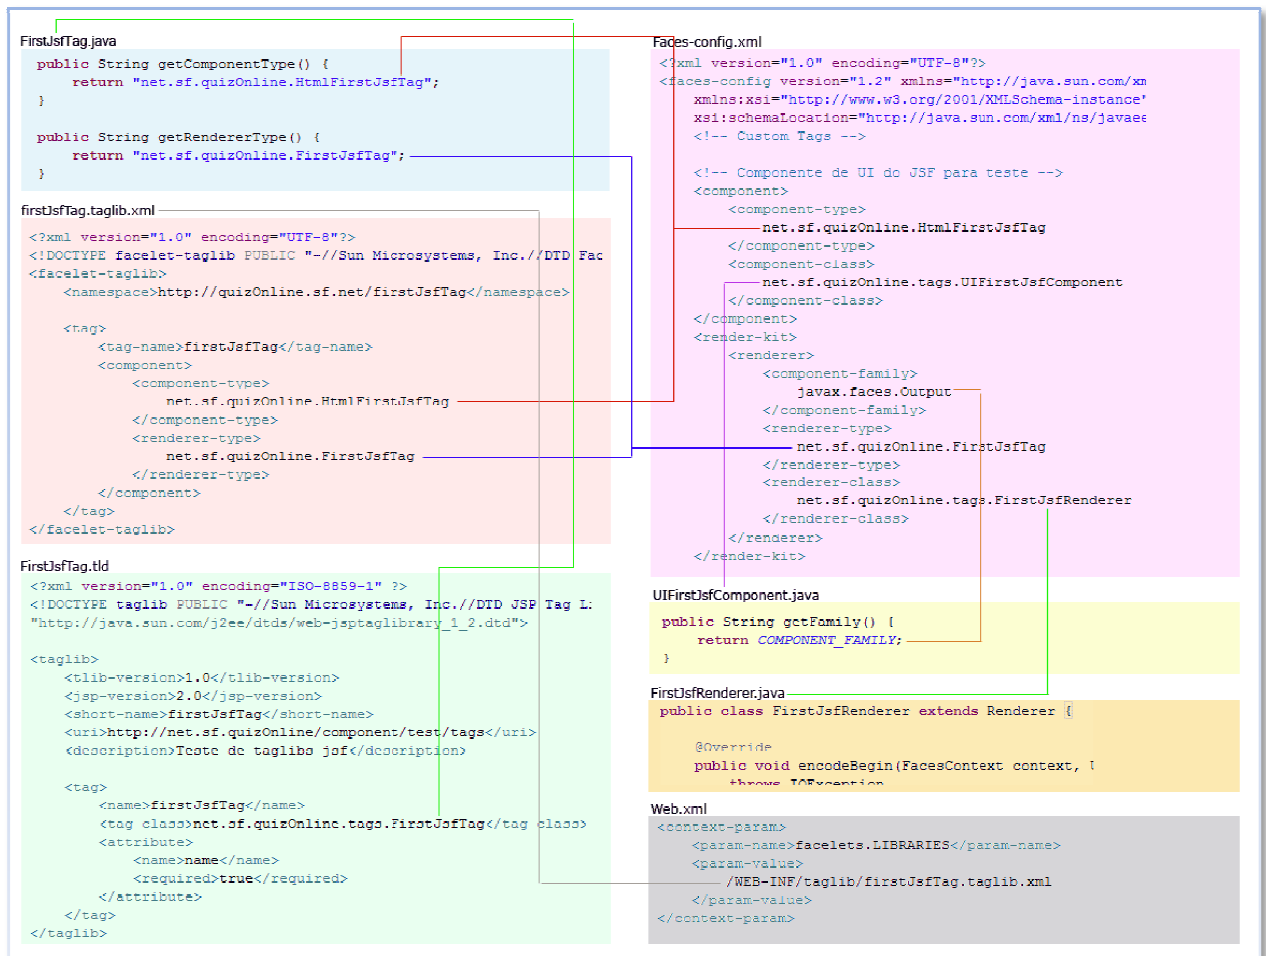 FirstJsfTag.java
public String getComponentType() {
return "net.sf.quizOnline.HtmlFirstJsfTag";
}
public String getRendererType() {
return "net.sf.quizOnline.FirstJsfTag";
}
firstJsfTag.taglib.xml
<?xml version="1.0" encoding="UTF-8"?>
<!DOCTYPE facelet-taglib PUBLIC "-//Sun Microsystems, Inc.//DTD Fac
<facelet-taglib>
<namespace>http://quizOnline.sf.net/firstJsfTag</namespace>
<tag>
<tag-name>firstJsfTag</tag-name>
<component>
<component-type>
net.sf.quizOnline.HtmlFirstJsfTag
</component-type>
<renderer-type>
net.sf.quizOnline.FirstJsfTag
</renderer-type>
</component>
</tag>
</facelet-taglib>
FirstJsfTag.tld
<?xml version="1.0" encoding="ISO-8859-1" ?>
<!DOCTYPE taglib PUBLIC "-//Sun Microsystems, Inc.//DTD JSP Tag Li
"http://java.sun.com/j2ee/dtds/web-jsptaglibrary_1_2.dtd">
<taglib>
<tlib-version>1.0</tlib-version>
<jsp-version>2.0</jsp-version>
<short-name>firstJsfTag</short-name>
<uri>http://net.sf.quizOnline/component/test/tags</uri>
<description>Teste de taglibs jsf</description>
<tag>
<name>firstJsfTag</name>
<tag class>net.sf.quizOnline.tags.FirstJsfTag</tag class>
<attribute>
<name>name</name>
<required>true</required>
</attribute>
</tag>
</taglib>
Faces-config.xml
<?xml version="1.0" encoding="UTF-8"?>
<faces-config version="1.2" xmlns="http://java.sun.com/xm
xmlns:xsi="http://www.w3.org/2001/XMLSchema-instance"
xsi:schemaLocation="http://java.sun.com/xml/ns/javaee
<!-- Custom Tags -->
<!-- Componente de UI do JSF para teste -->
<component>
<component-type>
net.sf.quizOnline.HtmlFirstJsfTag
</component-type>
<component-class>
net.sf.quizOnline.tags.UIFirstJsfComponent
</component-class>
</component>
<render-kit>
<renderer>
<component-family>
javax.faces.Output
</component-family>
<renderer-type>
net.sf.quizOnline.FirstJsfTag
</renderer-type>
<renderer-class>
net.sf.quizOnline.tags.FirstJsfRenderer
</renderer-class>
</renderer>
</render-kit>
UIFirstJsfComponent.java
public String getFamily() {
return COMPONENT_FAMILY;
}
FirstJsfRenderer.java
public class FirstJsfRenderer extends Renderer {
@Override
public void encodeBegin(FacesContext context, U
throws IOException
Web.xml
<context-param>
<param-name>facelets.LIBRARIES</param-name>
<param-value>
/WEB-INF/taglib/firstJsfTag.taglib.xml
</param-value>
</context-param>